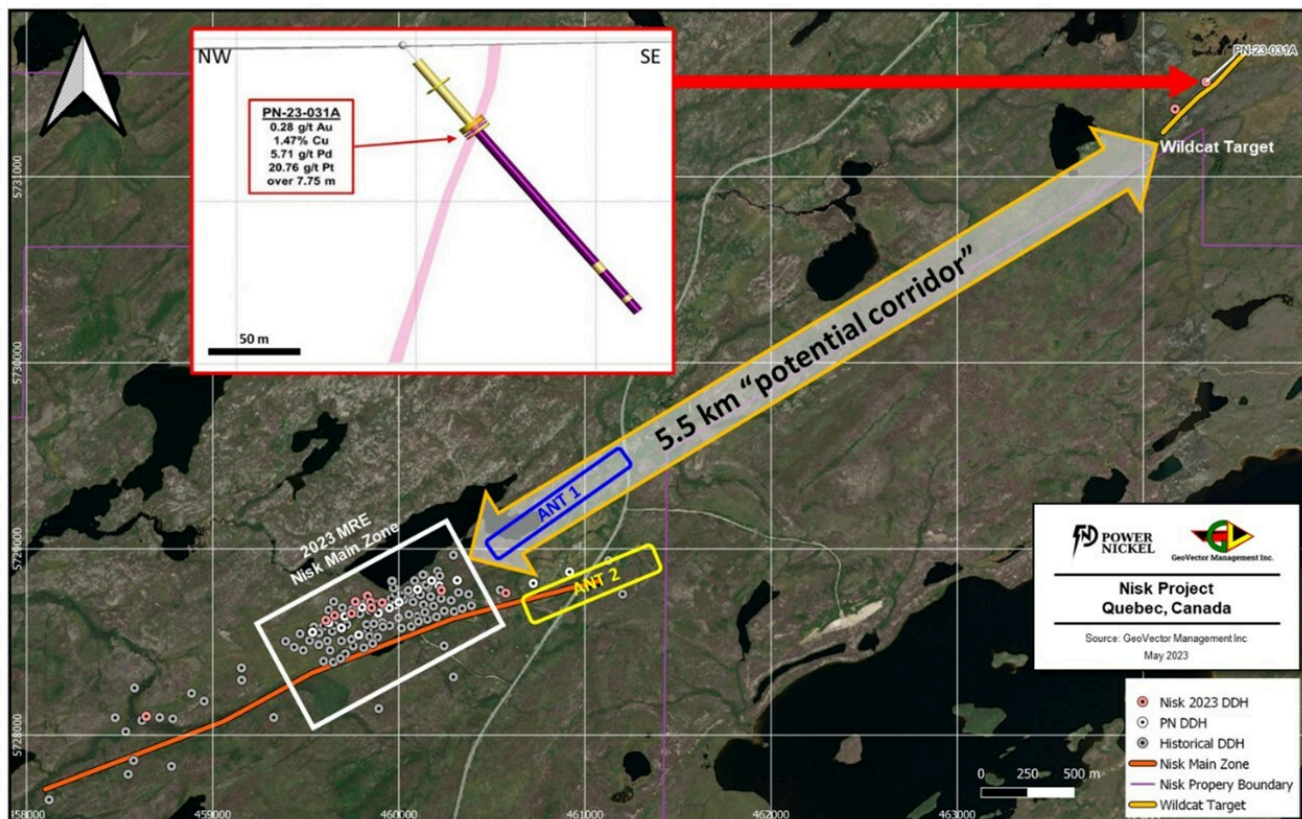 NW
SE
PN-23-031A
0.28 g/t Au
1.47% Cu
5.71 g/t Pd
20.76 g/t Pt
over 7.75 m
50 m
PN-23-031A
Wildcat Target
5.5 km “potential corridor”
ANT 1
ANT 2
2023 MRE
Nisk Main Zone
5731000
5730000
5729000
5728000
458000
459000
460000
461000
462000
463000
POWER
NICKEL
GeoVector Management Inc.
Nisk Project
Quebec, Canada
Source: GeoVector Management Inc
May 2023
Nisk 2023 DDH
PN DDH
Historical DDH
Nisk Main Zone
Nisk Propery Boundary
Wildcat Target
0 250 500 m